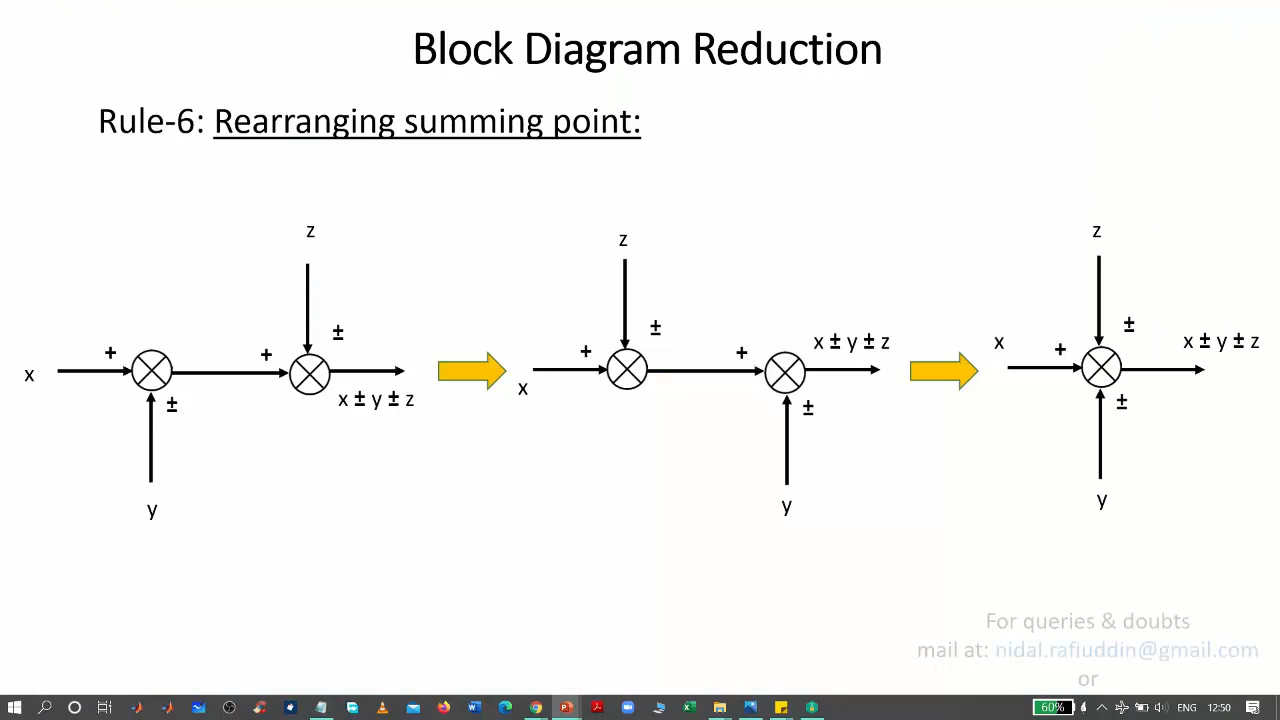 Block Diagram Reduction
Rule-6: Rearranging summing point:
z
±
+
+
x
±
x ± y ± z
y
z
±
+
+
x ± y ± z
x
±
y
z
±
x
+
x ± y ± z
±
y
For queries & doubts
mail at: nidal.rafiuddin@gmail.com
or
60%
ENG
12:50